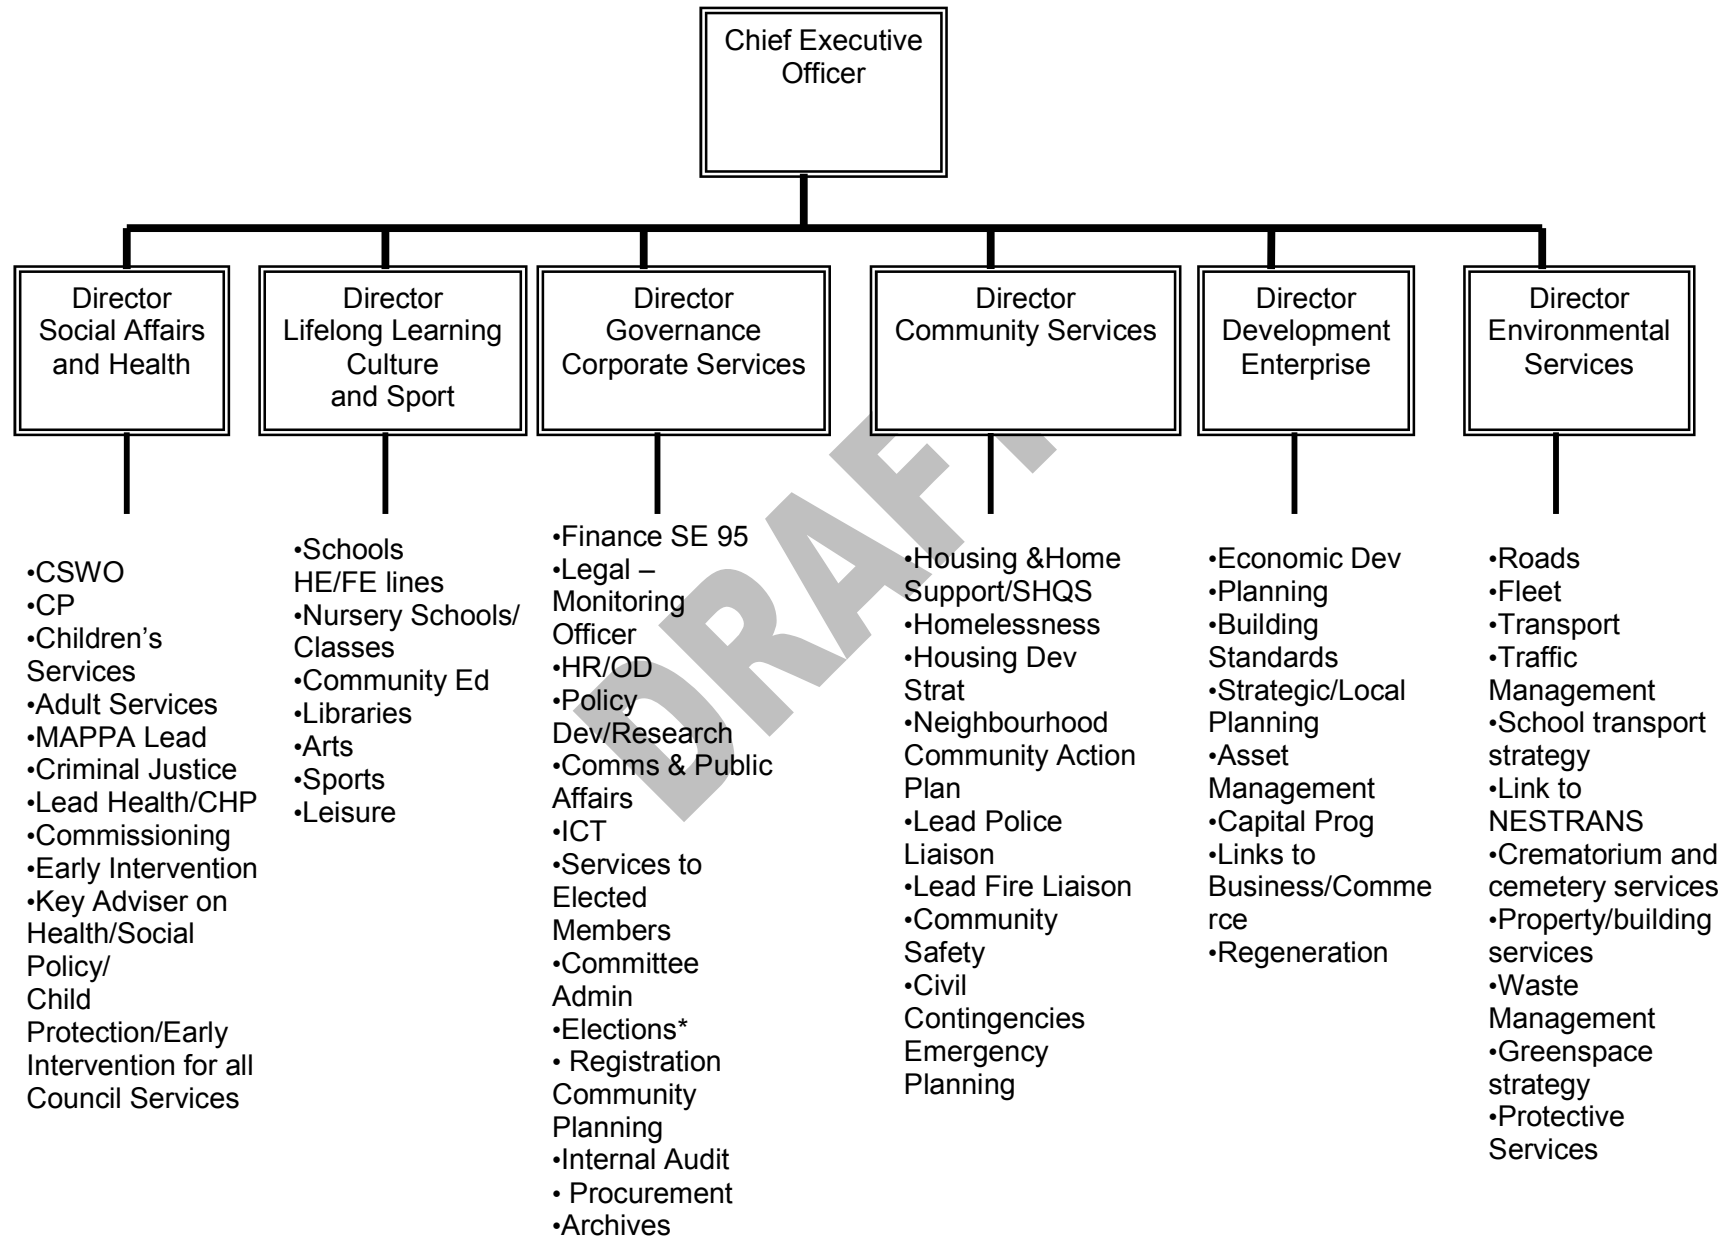 Chief Executive
Officer
Director
Social Affairs
and Health
Director
Lifelong Learning
Culture
and Sport
Director
Governance
Corporate Services
Director
Community Services
Director
Development
Enterprise
Director
Environmental
Services
•CSWO
•CP
•Children’s
Services
•Adult Services
•MAPPA Lead
•Criminal Justice
•Lead Health/CHP
•Commissioning
•Early Intervention
•Key Adviser on
Health/Social
Policy/
Child
Protection/Early
Intervention for all
Council Services
•Schools
HE/FE lines
•Nursery Schools/
Classes
•Community Ed
•Libraries
•Arts
•Sports
•Leisure
•Finance SE 95
•Legal –
Monitoring
Officer
•HR/OD
•Policy
Dev/Research
•Comms & Public
Affairs
•ICT
•Services to
Elected
Members
•Committee
Admin
•Elections*
• Registration
Community
Planning
•Internal Audit
• Procurement
•Archives
•Housing &Home
Support/SHQS
•Homelessness
•Housing Dev
Strat
•Neighbourhood
Community Action
Plan
•Lead Police
Liaison
•Lead Fire Liaison
•Community
Safety
•Civil
Contingencies
Emergency
Planning
•Economic Dev
•Planning
•Building
Standards
•Strategic/Local
Planning
•Asset
Management
•Capital Prog
•Links to
Business/Comme
rce
•Regeneration
•Roads
•Fleet
•Transport
•Traffic
Management
•School transport
strategy
•Link to
NESTRANS
•Crematorium and
cemetery services
•Property/building
services
•Waste
Management
•Greenspace
strategy
•Protective
Services
DRAFT